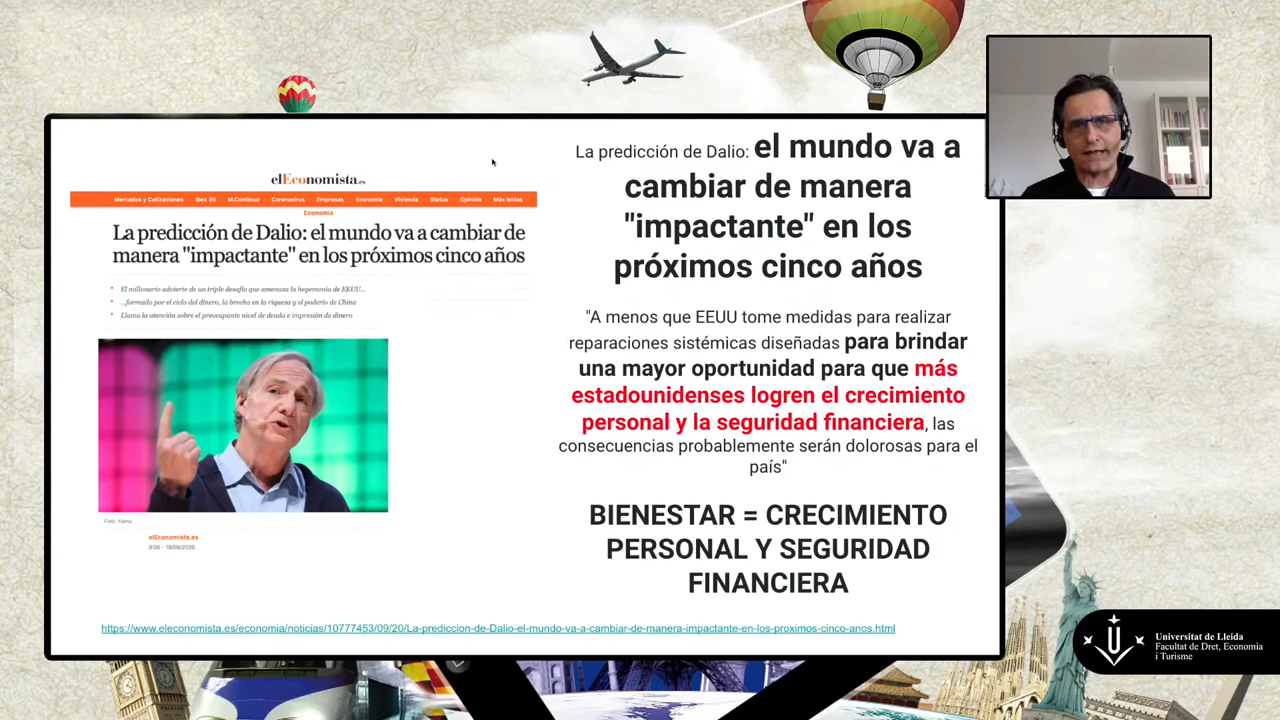 elEconomista.es
Mercados y Cotizaciones Ibex 35 M.Continuo Coronavirus Empresas Economía Vivienda Status Opinión Más leídas
Economía
La predicción de Dalio: el mundo va a cambiar de
manera "impactante" en los próximos cinco años
El millonario advierte de un triple desafío que amenaza la hegemonía de EEUU...
...formado por el ciclo del dinero, la brecha en la riqueza y el poderío de China
Llama la atención sobre el preocupante nivel de deuda e impresión de dinero
Foto: Alamy.
elEconomista.es
9:05 - 19/09/2020
La predicción de Dalio: el mundo va a
cambiar de manera
"impactante" en los
próximos cinco años
"A menos que EEUU tome medidas para realizar
reparaciones sistémicas diseñadas para brindar
una mayor oportunidad para que más
estadounidenses logren el crecimiento
personal y la seguridad financiera, las
consecuencias probablemente serán dolorosas para el
país"
BIENESTAR = CRECIMIENTO
PERSONAL Y SEGURIDAD
FINANCIERA
https://www.eleconomista.es/economia/noticias/10777453/09/20/La-prediccion-de-Dalio-el-mundo-va-a-cambiar-de-manera-impactante-en-los-proximos-cinco-anos.html
Universitat de Lleida
Facultat de Dret, Economia
i Turisme